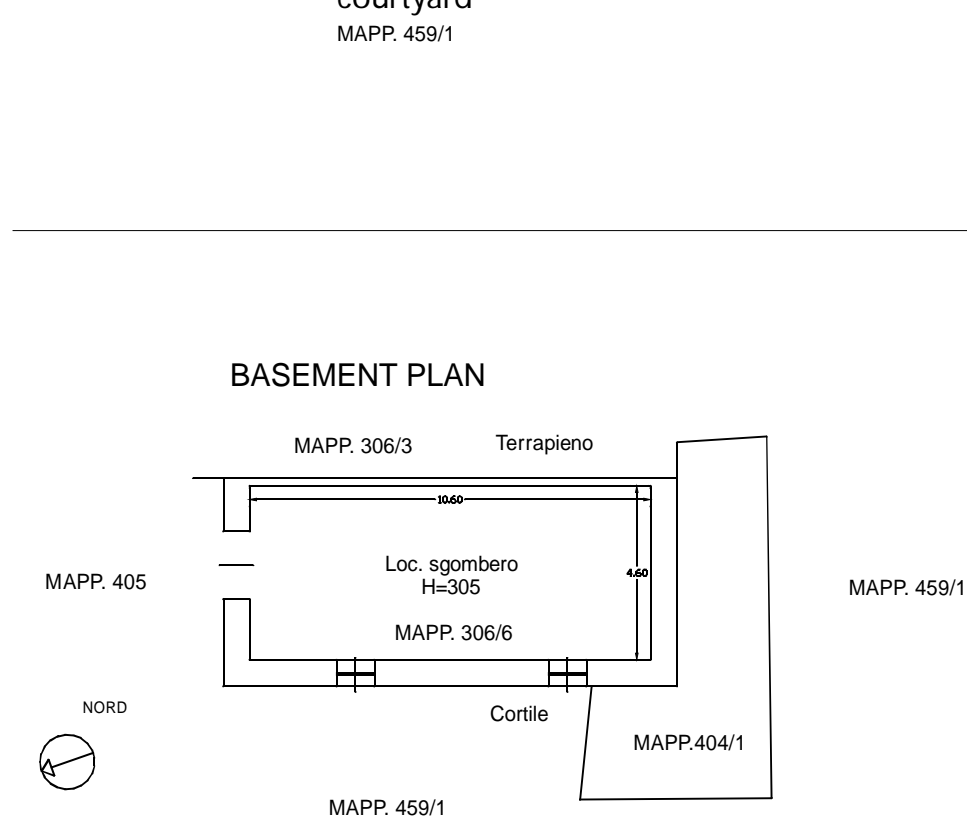 courtyard
MAPP. 459/1
BASEMENT PLAN
MAPP. 306/3
Terrapieno
10.60
Loc. sgombero
H=305
4.60
MAPP. 405
MAPP. 459/1
MAPP. 306/6
NORD
Cortile
MAPP.404/1
MAPP. 459/1